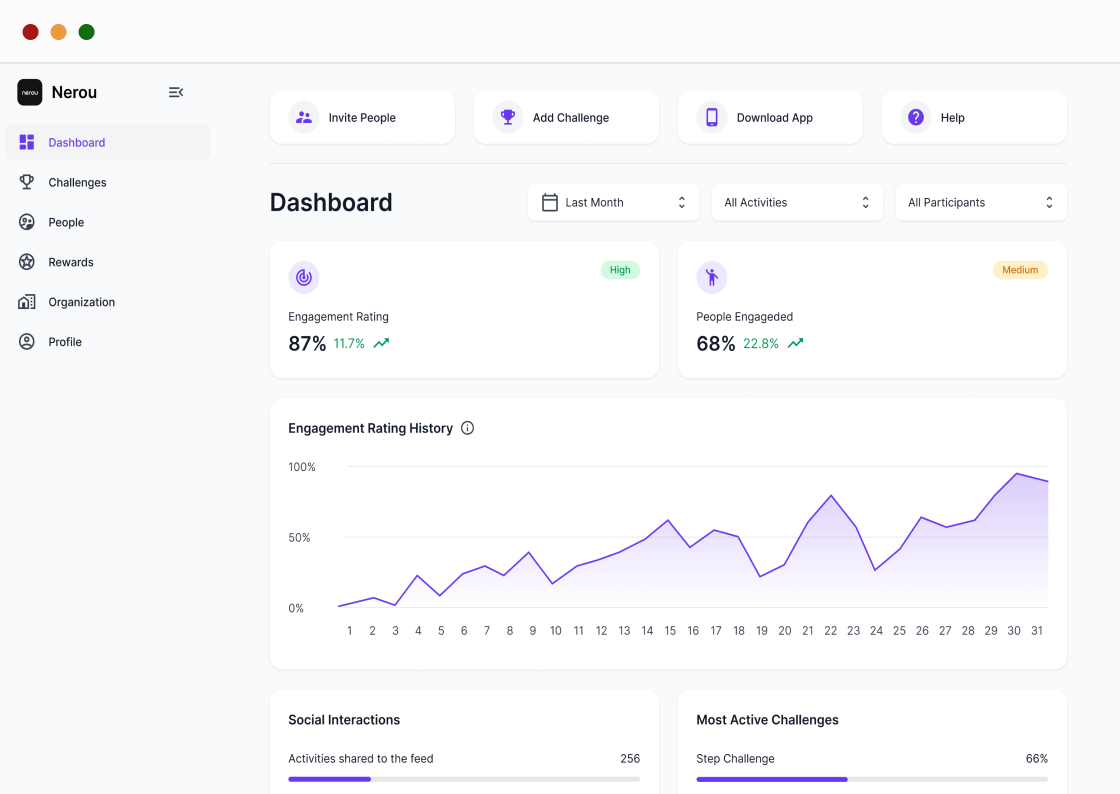 nerou
Nerou
Dashboard
Challenges
People
Rewards
Organization
Profile
Invite People
Add Challenge
Download App
Help
Dashboard
Last Month
All Activities
All Participants
High
Engagement Rating
87% 11.7%
Medium
People Engageded
68% 22.8%
Engagement Rating History
100%
50%
0%
1 2 3 4 5 6 7 8 9 10 11 12 13 14 15 16 17 18 19 20 21 22 23 24 25 26 27 28 29 30 31
Social Interactions
Activities shared to the feed 256
Most Active Challenges
Step Challenge 66%